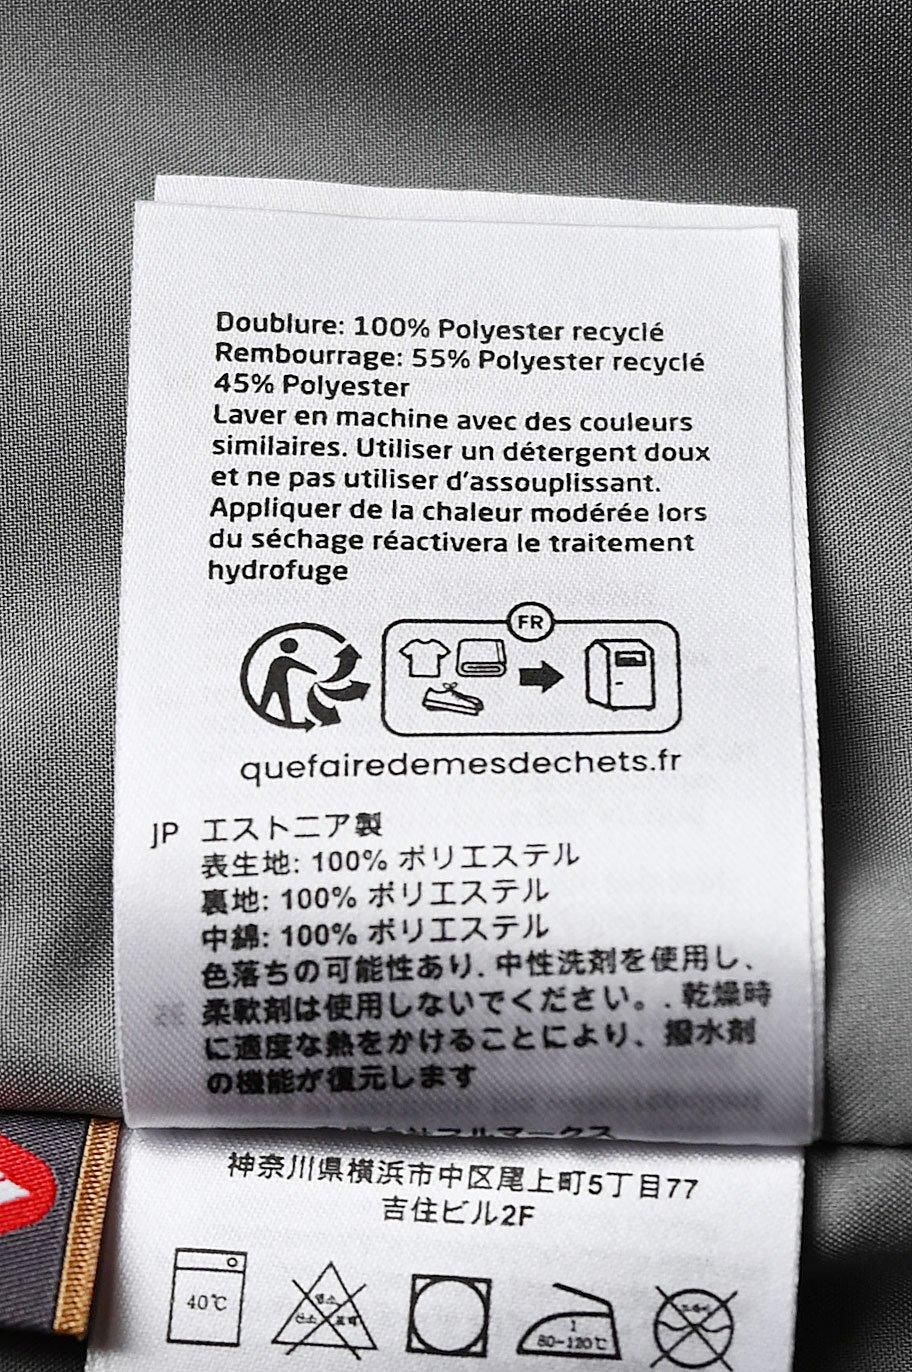 Doublure: 100% Polyester recyclé
Rembourrage: 55% Polyester recyclé
45% Polyester
Laver en machine avec des couleurs
similaires. Utiliser un détergent doux
et ne pas utiliser d'assouplissant.
Appliquer de la chaleur modérée lors
du séchage réactivera le traitement
hydrofuge
FR
quefairedemesdechets.fr
JP エストニア製
表生地: 100% ポリエステル
裏地: 100% ポリエステル
中綿: 100% ポリエステル
色落ちの可能性あり. 中性洗剤を使用し、
柔軟剤は使用しないでください。. 乾燥時
に適度な熱をかけることにより、撥水剤
の機能が復元します
神奈川県横浜市中区尾上町5丁目77
吉住ビル2F
40℃
1
80-120℃